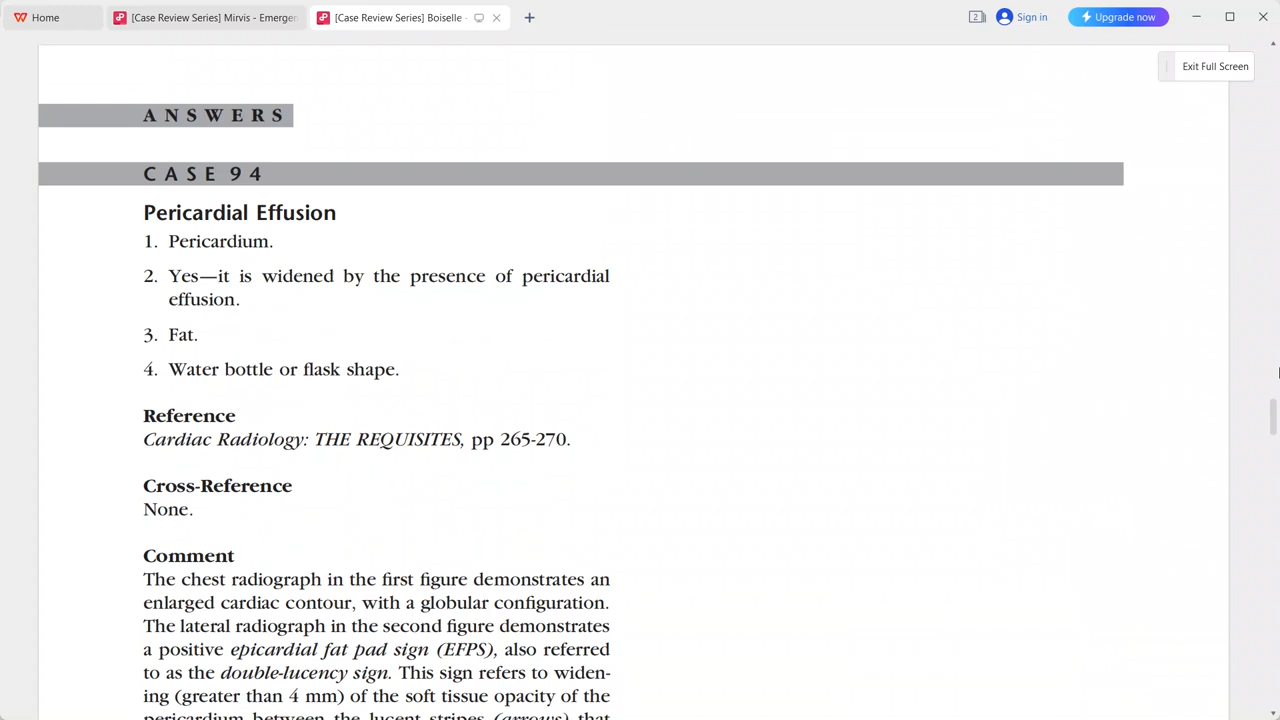 Home
[Case Review Series] Mirvis - Emergen
[Case Review Series] Boiselle -
2
Sign in
Upgrade now
Exit Full Screen
ANSWERS
CASE 94
Pericardial Effusion
1. Pericardium.
2. Yes—it is widened by the presence of pericardial
effusion.
3. Fat.
4. Water bottle or flask shape.
Reference
Cardiac Radiology: THE REQUISITES, pp 265-270.
Cross-Reference
None.
Comment
The chest radiograph in the first figure demonstrates an
enlarged cardiac contour, with a globular configuration.
The lateral radiograph in the second figure demonstrates
a positive epicardial fat pad sign (EFPS), also referred
to as the double-lucency sign. This sign refers to widen-
ing (greater than 4 mm) of the soft tissue opacity of the
pericardium between the lucent stripes (arrows) that